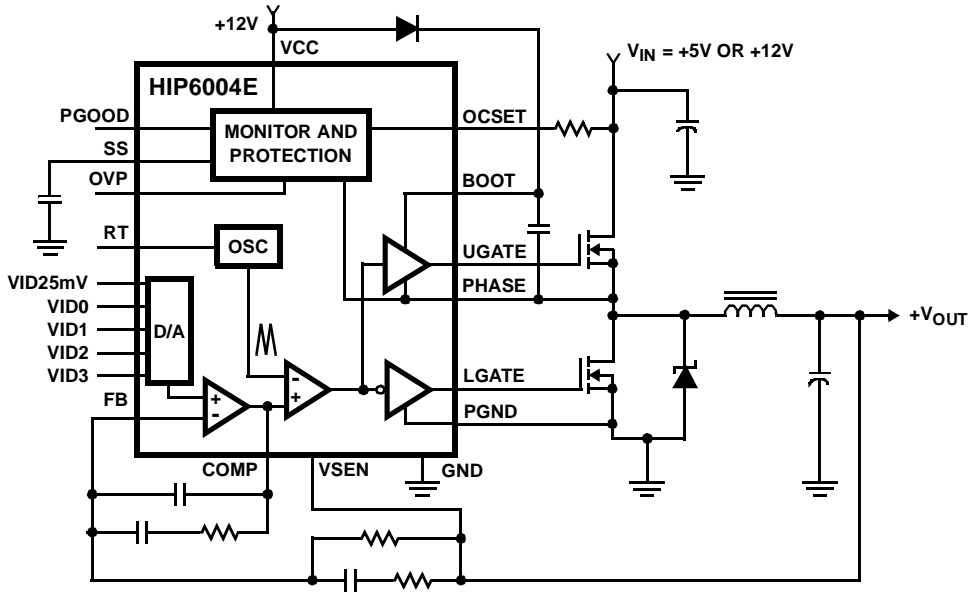 +12V
VCC
V_IN = +5V OR +12V
HIP6004E
PGOOD
MONITOR AND
PROTECTION
OCSET
SS
OVP
BOOT
RT
OSC
UGATE
VID25mV
PHASE
VID0
VID1
D/A
VID2
VID3
+V_OUT
FB
+
-
-
+
LGATE
PGND
COMP
VSEN
GND